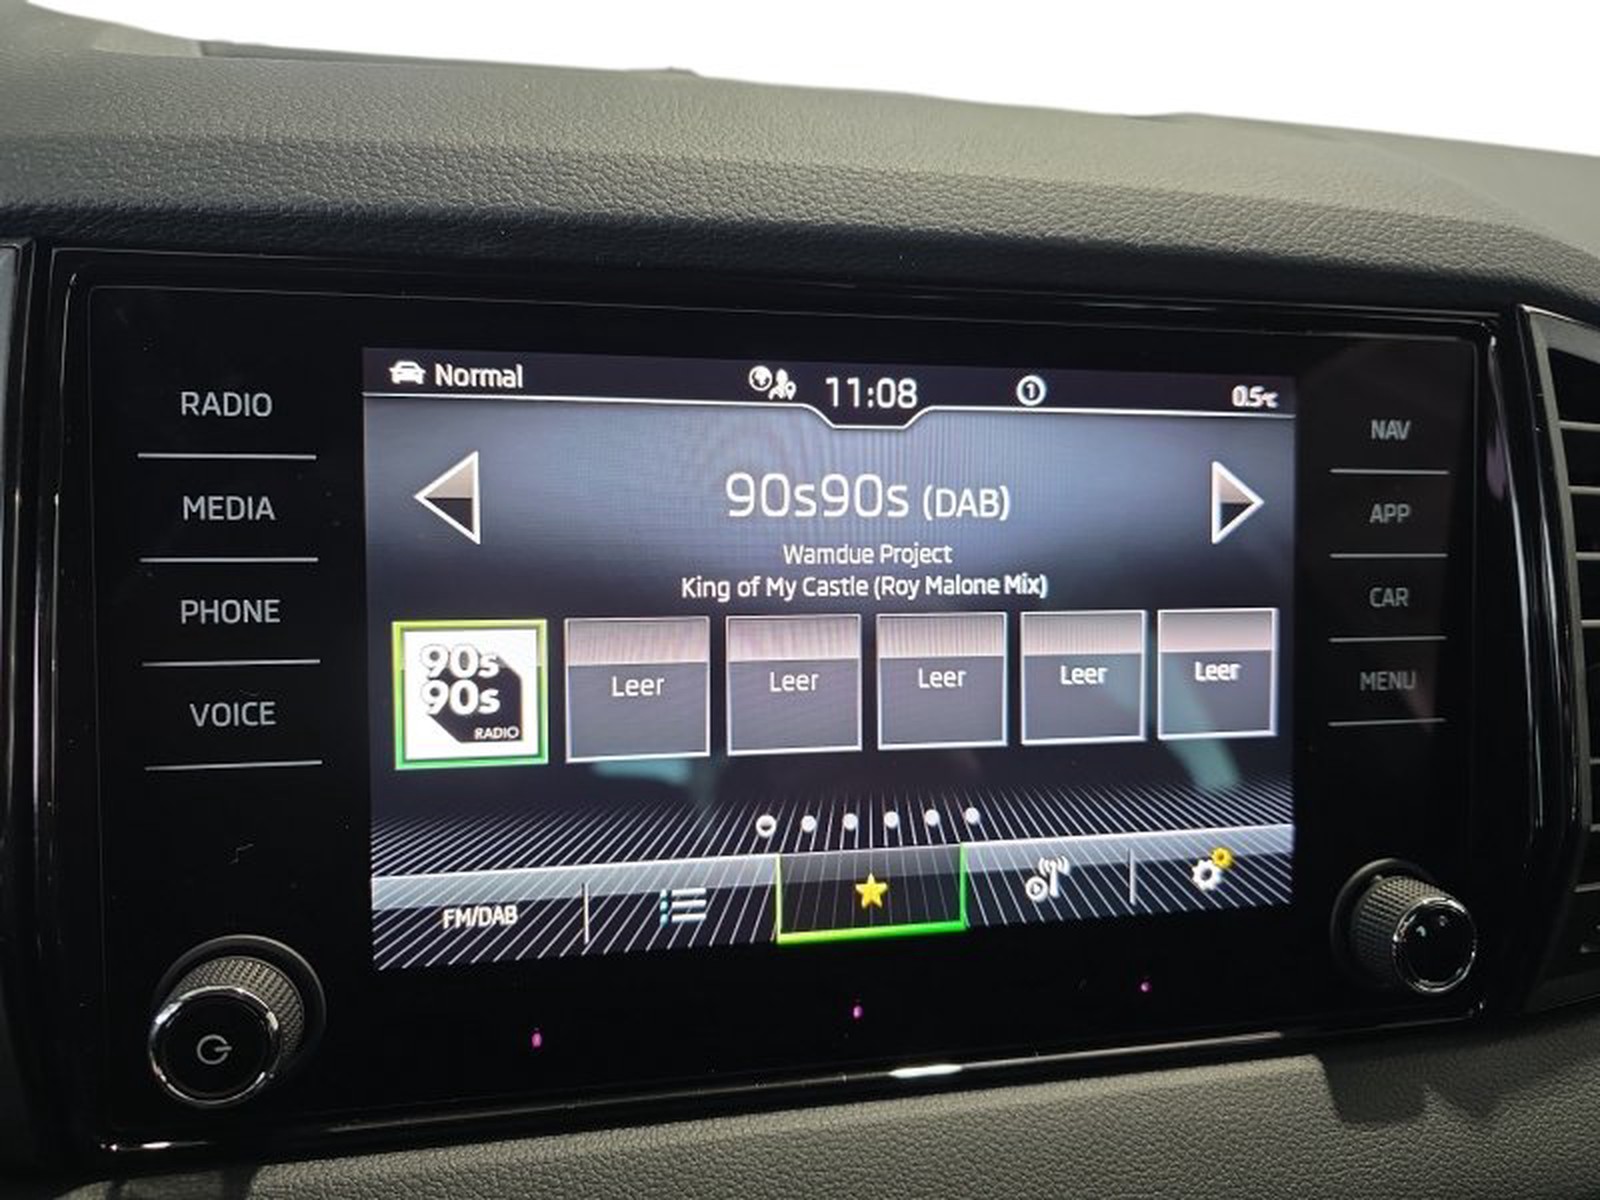 RADIO
MEDIA
PHONE
VOICE
Normal
11:08
1
0.5°C
90s90s (DAB)
Wamdue Project
King of My Castle (Roy Malone Mix)
90s
90s
RADIO
Leer
Leer
Leer
Leer
Leer
FM/DAB
NAV
APP
CAR
MENU